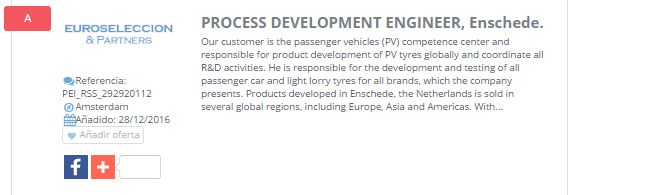 A
EUROSELECCION
& PARTNERS
PROCESS DEVELOPMENT ENGINEER, Enschede.
Our customer is the passenger vehicles (PV) competence center and
responsible for product development of PV tyres globally and coordinate all
R&D activities. He is responsible for the development and testing of all
passenger car and light lorry tyres for all brands, which the company
presents. Products developed in Enschede, the Netherlands is sold in
several global regions, including Europe, Asia and Americas. With...
Referencia:
PEI_RSS_292920112
Amsterdam
Añadido: 28/12/2016
Añadir oferta